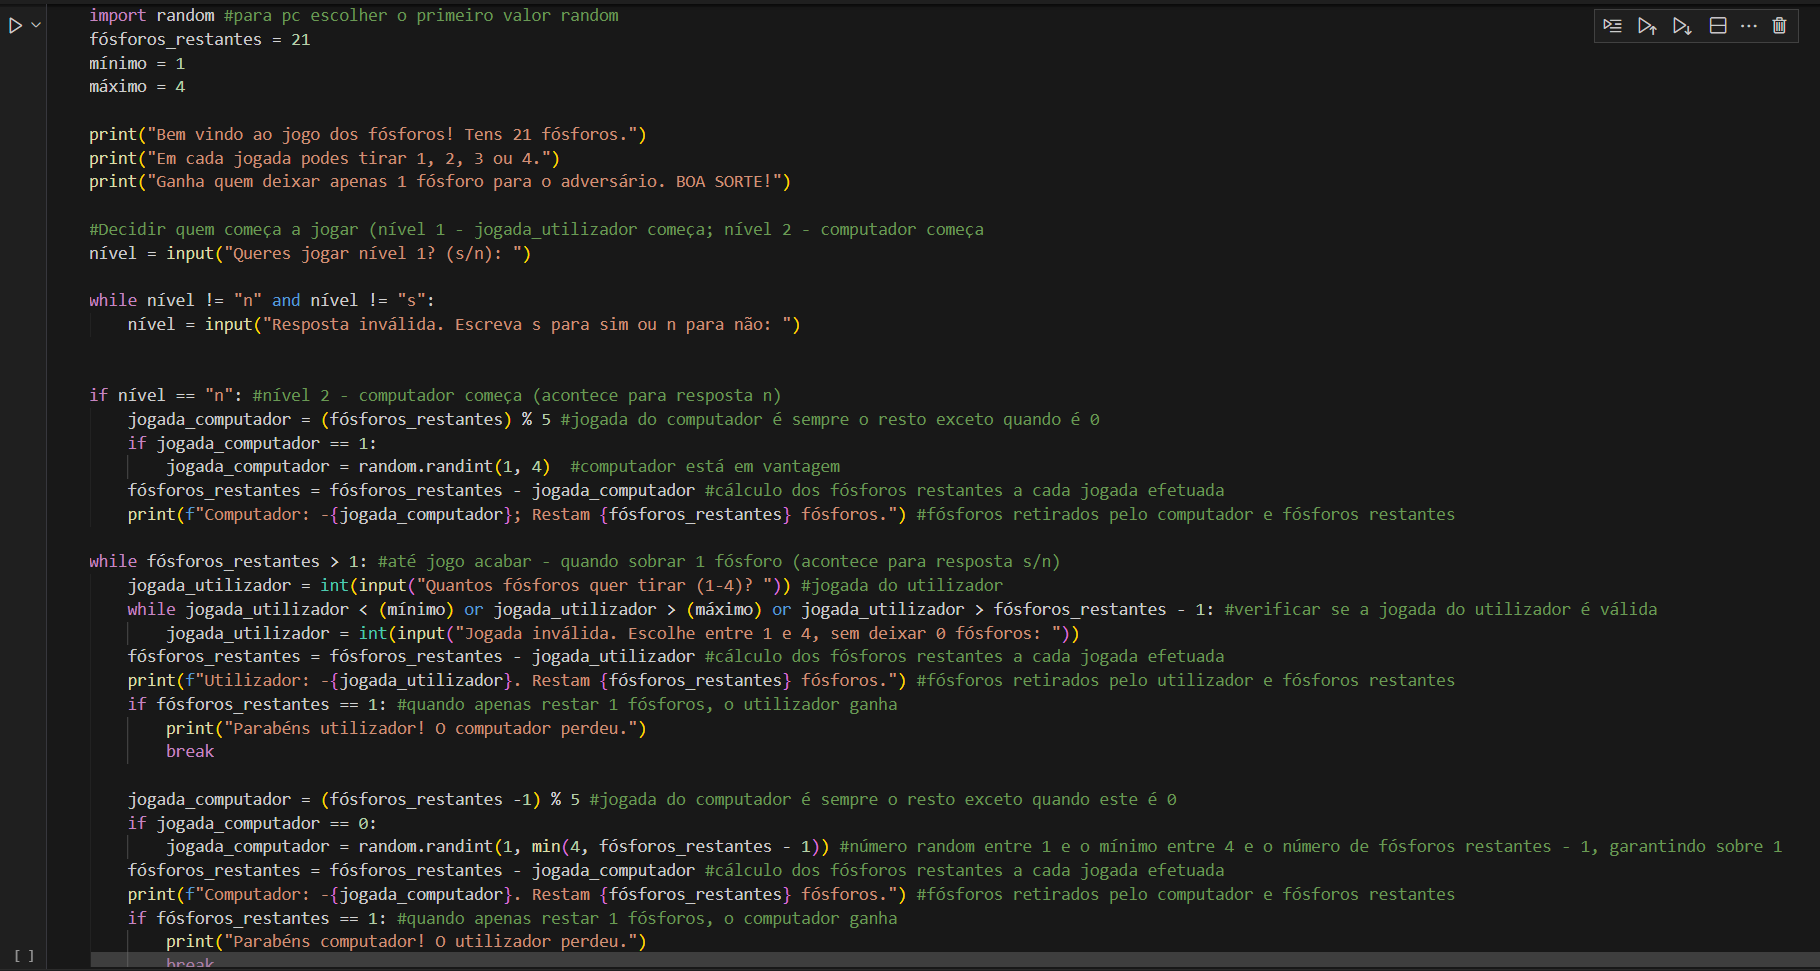 import random #para pc escolher o primeiro valor random
fósforos_restantes = 21
mínimo = 1
máximo = 4
print("Bem vindo ao jogo dos fósforos! Tens 21 fósforos.")
print("Em cada jogada podes tirar 1, 2, 3 ou 4.")
print("Ganha quem deixar apenas 1 fósforo para o adversário. BOA SORTE!")
#Decidir quem começa a jogar (nível 1 - jogada_utilizador começa; nível 2 - computador começa
nível = input("Queres jogar nível 1? (s/n): ")
while nível != "n" and nível != "s":
    nível = input("Resposta inválida. Escreva s para sim ou n para não: ")
if nível == "n": #nível 2 - computador começa (acontece para resposta n)
    jogada_computador = (fósforos_restantes) % 5 #jogada do computador é sempre o resto exceto quando é 0
    if jogada_computador == 1:
        jogada_computador = random.randint(1, 4)  #computador está em vantagem
    fósforos_restantes = fósforos_restantes - jogada_computador #cálculo dos fósforos restantes a cada jogada efetuada
    print(f"Computador: -{jogada_computador}; Restam {fósforos_restantes} fósforos.") #fósforos retirados pelo computador e fósforos restantes
while fósforos_restantes > 1: #até jogo acabar - quando sobrar 1 fósforo (acontece para resposta s/n)
    jogada_utilizador = int(input("Quantos fósforos quer tirar (1-4)? ")) #jogada do utilizador
    while jogada_utilizador < (mínimo) or jogada_utilizador > (máximo) or jogada_utilizador > fósforos_restantes - 1: #verificar se a jogada do utilizador é válida
        jogada_utilizador = int(input("Jogada inválida. Escolhe entre 1 e 4, sem deixar 0 fósforos: "))
    fósforos_restantes = fósforos_restantes - jogada_utilizador #cálculo dos fósforos restantes a cada jogada efetuada
    print(f"Utilizador: -{jogada_utilizador}. Restam {fósforos_restantes} fósforos.") #fósforos retirados pelo utilizador e fósforos restantes
    if fósforos_restantes == 1: #quando apenas restar 1 fósforos, o utilizador ganha
        print("Parabéns utilizador! O computador perdeu.")
        break
    jogada_computador = (fósforos_restantes -1) % 5 #jogada do computador é sempre o resto exceto quando este é 0
    if jogada_computador == 0:
        jogada_computador = random.randint(1, min(4, fósforos_restantes - 1)) #número random entre 1 e o mínimo entre 4 e o número de fósforos restantes - 1, garantindo sobre 1
    fósforos_restantes = fósforos_restantes - jogada_computador #cálculo dos fósforos restantes a cada jogada efetuada
    print(f"Computador: -{jogada_computador}. Restam {fósforos_restantes} fósforos.") #fósforos retirados pelo computador e fósforos restantes
    if fósforos_restantes == 1: #quando apenas restar 1 fósforos, o computador ganha
        print("Parabéns computador! O utilizador perdeu.")
        break
[ ]